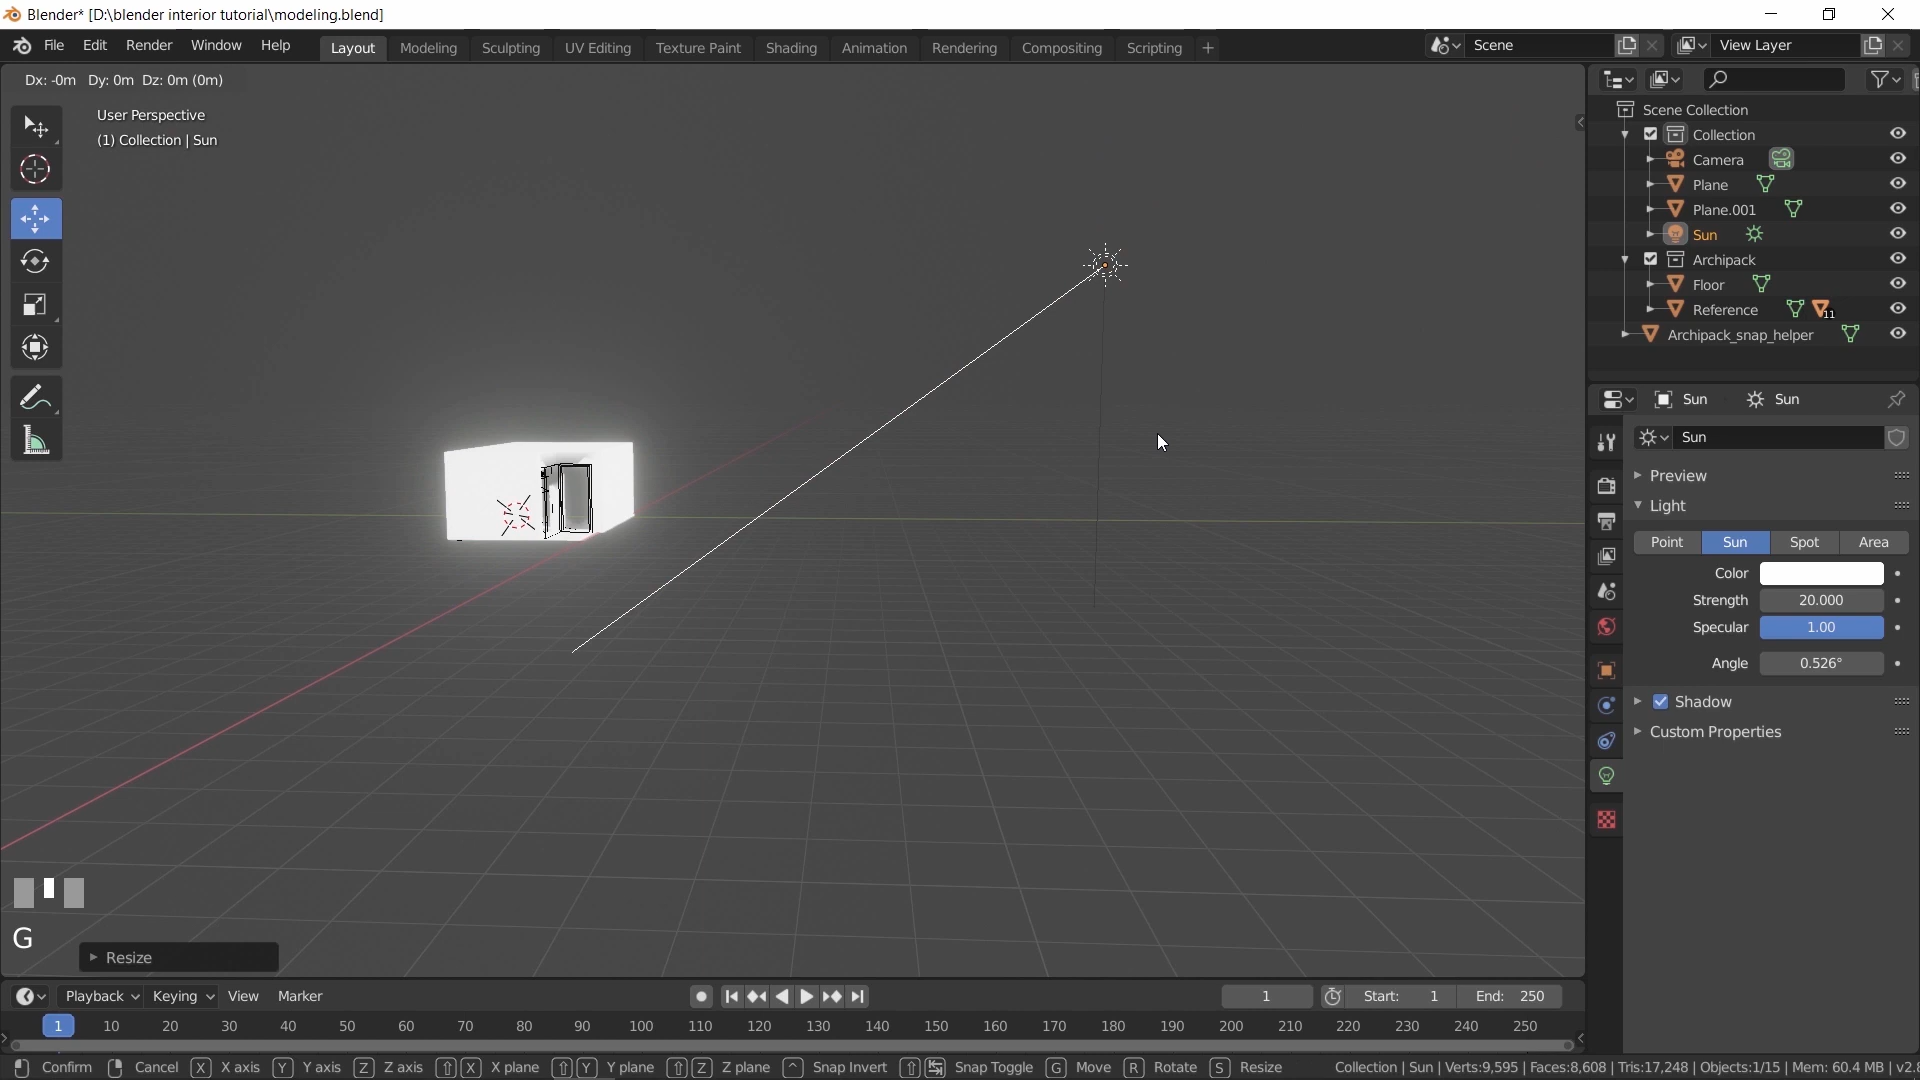 Blender* [D:\blender interior tutorial\modeling.blend]
File Edit Render Window Help Layout Modeling Sculpting UV Editing Texture Paint Shading Animation Rendering Compositing Scripting + Scene View Layer
Dx: -0m Dy: 0m Dz: 0m (0m)
User Perspective
(1) Collection | Sun
Scene Collection
Collection
Camera
Plane
Plane.001
Sun
Archipack
Floor
Reference 11
Archipack_snap_helper
Sun Sun
Sun
Preview
Light
Point Sun Spot Area
Color
Strength 20.000
Specular 1.00
Angle 0.526°
Shadow
Custom Properties
G
Resize
Playback Keying View Marker 1 Start: 1 End: 250
1 10 20 30 40 50 60 70 80 90 100 110 120 130 140 150 160 170 180 190 200 210 220 230 240 250
Confirm Cancel X X axis Y Y axis Z Z axis X X plane Y Y plane Z Z plane Snap Invert Snap Toggle G Move R Rotate S Resize Collection | Sun | Verts:9,595 | Faces:8,608 | Tris:17,248 | Objects:1/15 | Mem: 60.4 MB | v2.8